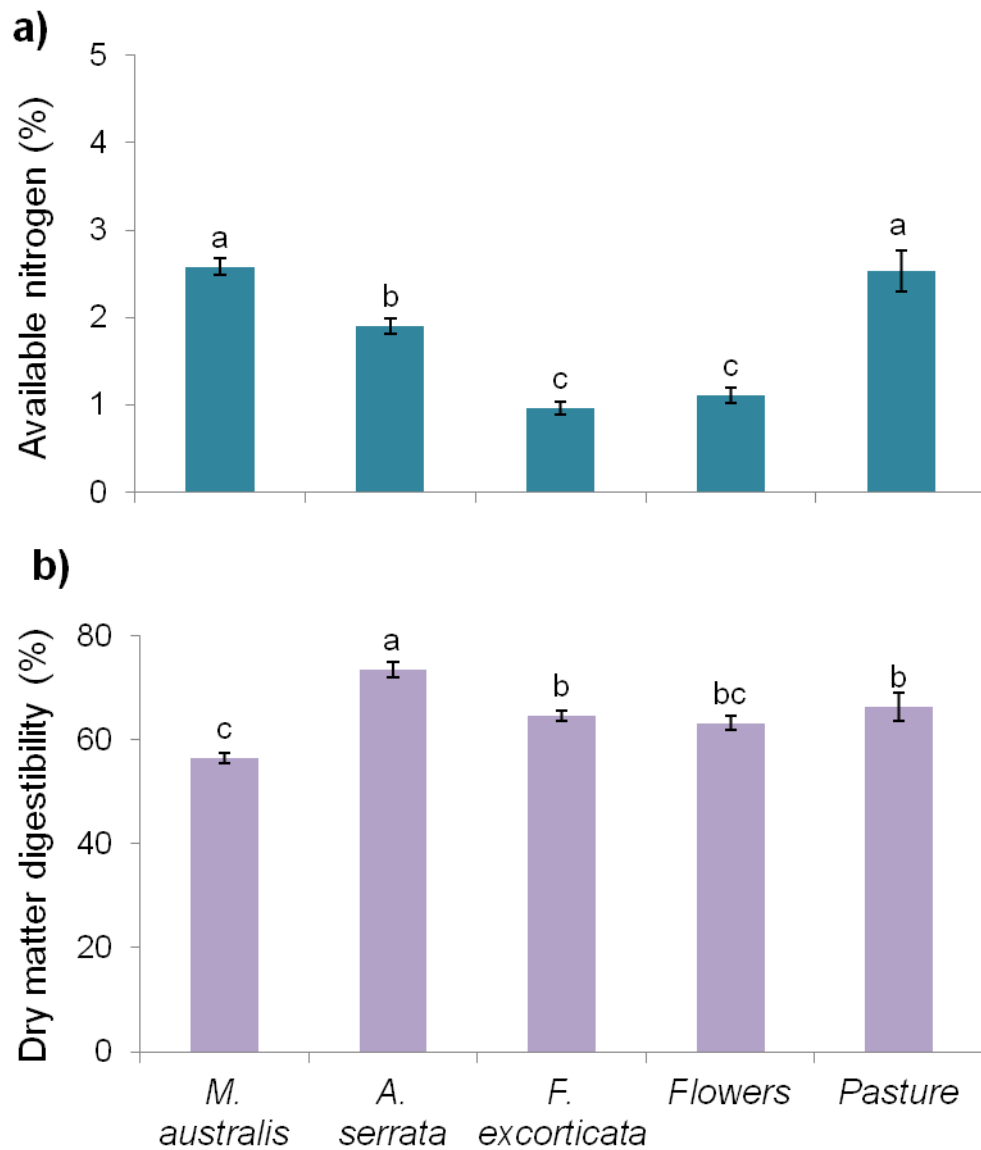 a)
Available nitrogen (%)
5
4
3
2
1
0
a
b
c
c
a
b)
Dry matter digestibility (%)
80
60
40
20
0
c
a
b
bc
b
M.
australis
A.
serrata
F.
excorticata
Flowers
Pasture